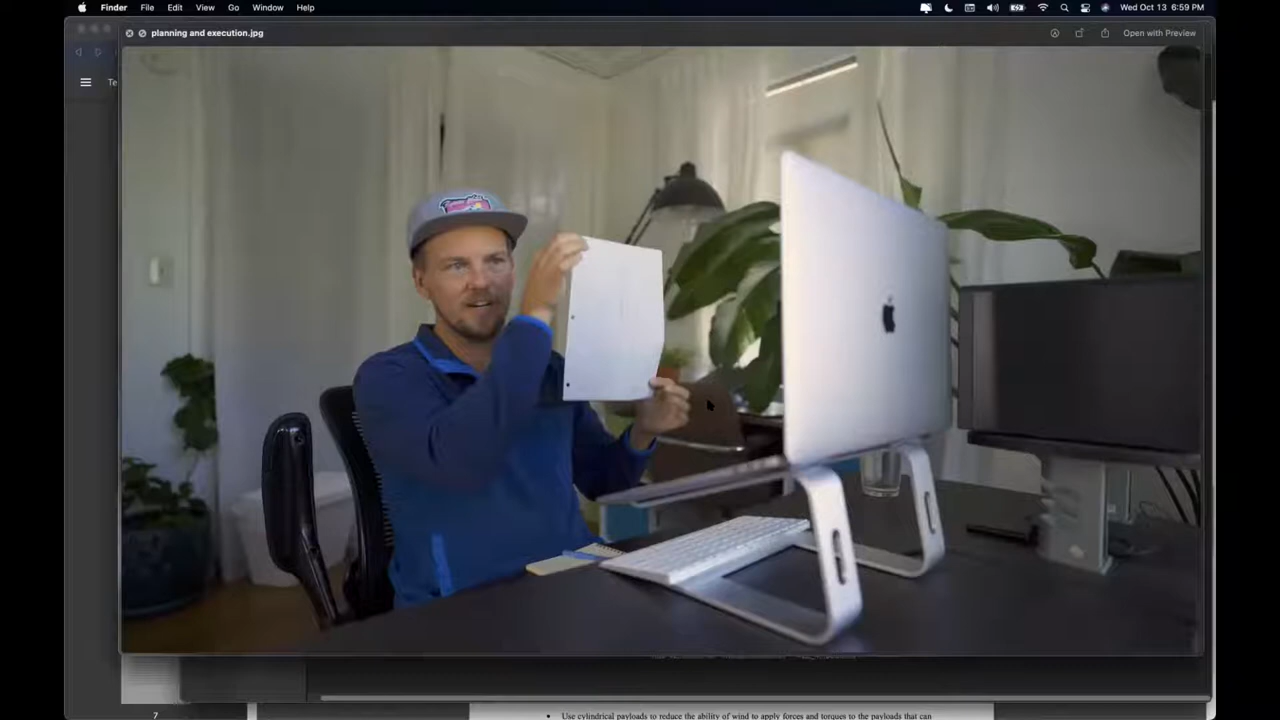 Finder File Edit View Go Window Help Wed Oct 13 6:59 PM
planning and execution.jpg Open with Preview
Te
7
• Use cylindrical payloads to reduce the ability of wind to apply forces and torques to the payloads that can